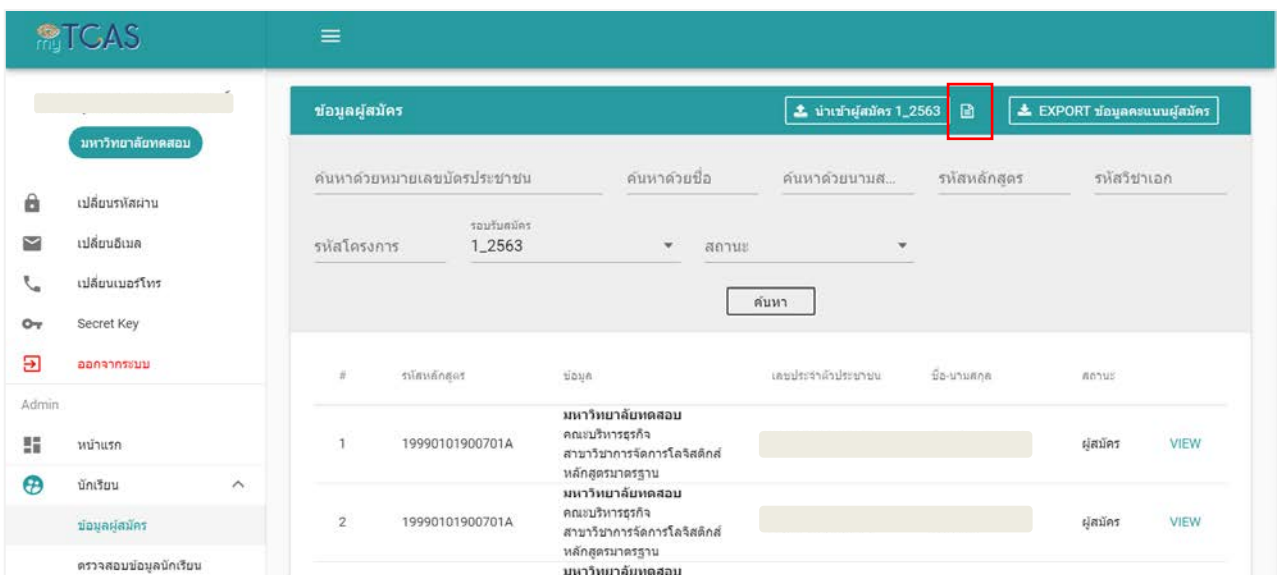 myTCAS
ข้อมูลผู้สมัคร
นำเข้าผู้สมัคร 1_2563
EXPORT ข้อมูลคะแนนผู้สมัคร
มหาวิทยาลัยทดสอบ
เปลี่ยนรหัสผ่าน
เปลี่ยนอีเมล
เปลี่ยนเบอร์โทร
Secret Key
ออกจากระบบ
Admin
หน้าแรก
นักเรียน
ข้อมูลผู้สมัคร
ตรวจสอบข้อมูลนักเรียน
ค้นหาด้วยหมายเลขบัตรประชาชน
ค้นหาด้วยชื่อ
ค้นหาด้วยนามส...
รหัสหลักสูตร
รหัสวิชาเอก
รหัสโครงการ
รอบรับสมัคร
1_2563
สถานะ
ค้นหา
# รหัสหลักสูตร ข้อมูล เลขประจำตัวประชาชน ชื่อ-นามสกุล สถานะ
1 19990101900701A
มหาวิทยาลัยทดสอบ
คณะบริหารธุรกิจ
สาขาวิชาการจัดการโลจิสติกส์
หลักสูตรมาตรฐาน
ผู้สมัคร VIEW
2 19990101900701A
มหาวิทยาลัยทดสอบ
คณะบริหารธุรกิจ
สาขาวิชาการจัดการโลจิสติกส์
หลักสูตรมาตรฐาน
ผู้สมัคร VIEW
มหาวิทยาลัยทดสอบ